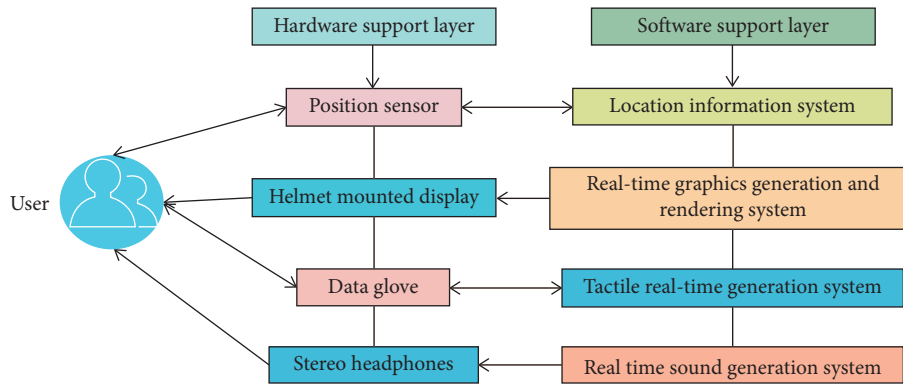 Hardware support layer
Software support layer
Position sensor
Location information system
User
Helmet mounted display
Real-time graphics generation and
rendering system
Data glove
Tactile real-time generation system
Stereo headphones
Real time sound generation system